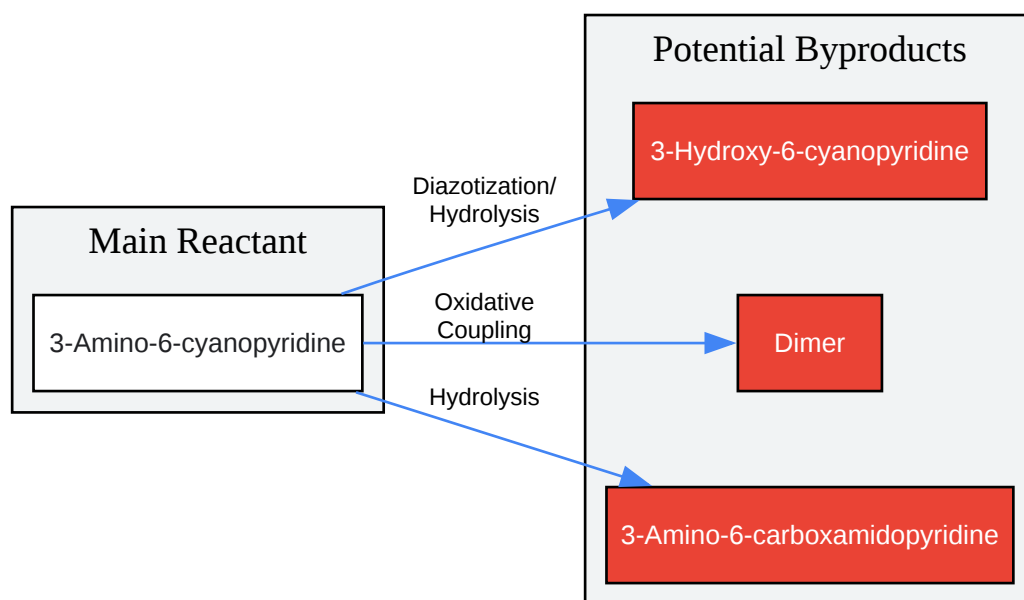 Potential Byproducts
3-Hydroxy-6-cyanopyridine
Diazotization/
Hydrolysis
Main Reactant
3-Amino-6-cyanopyridine
Oxidative
Coupling
Dimer
Hydrolysis
3-Amino-6-carboxamidopyridine